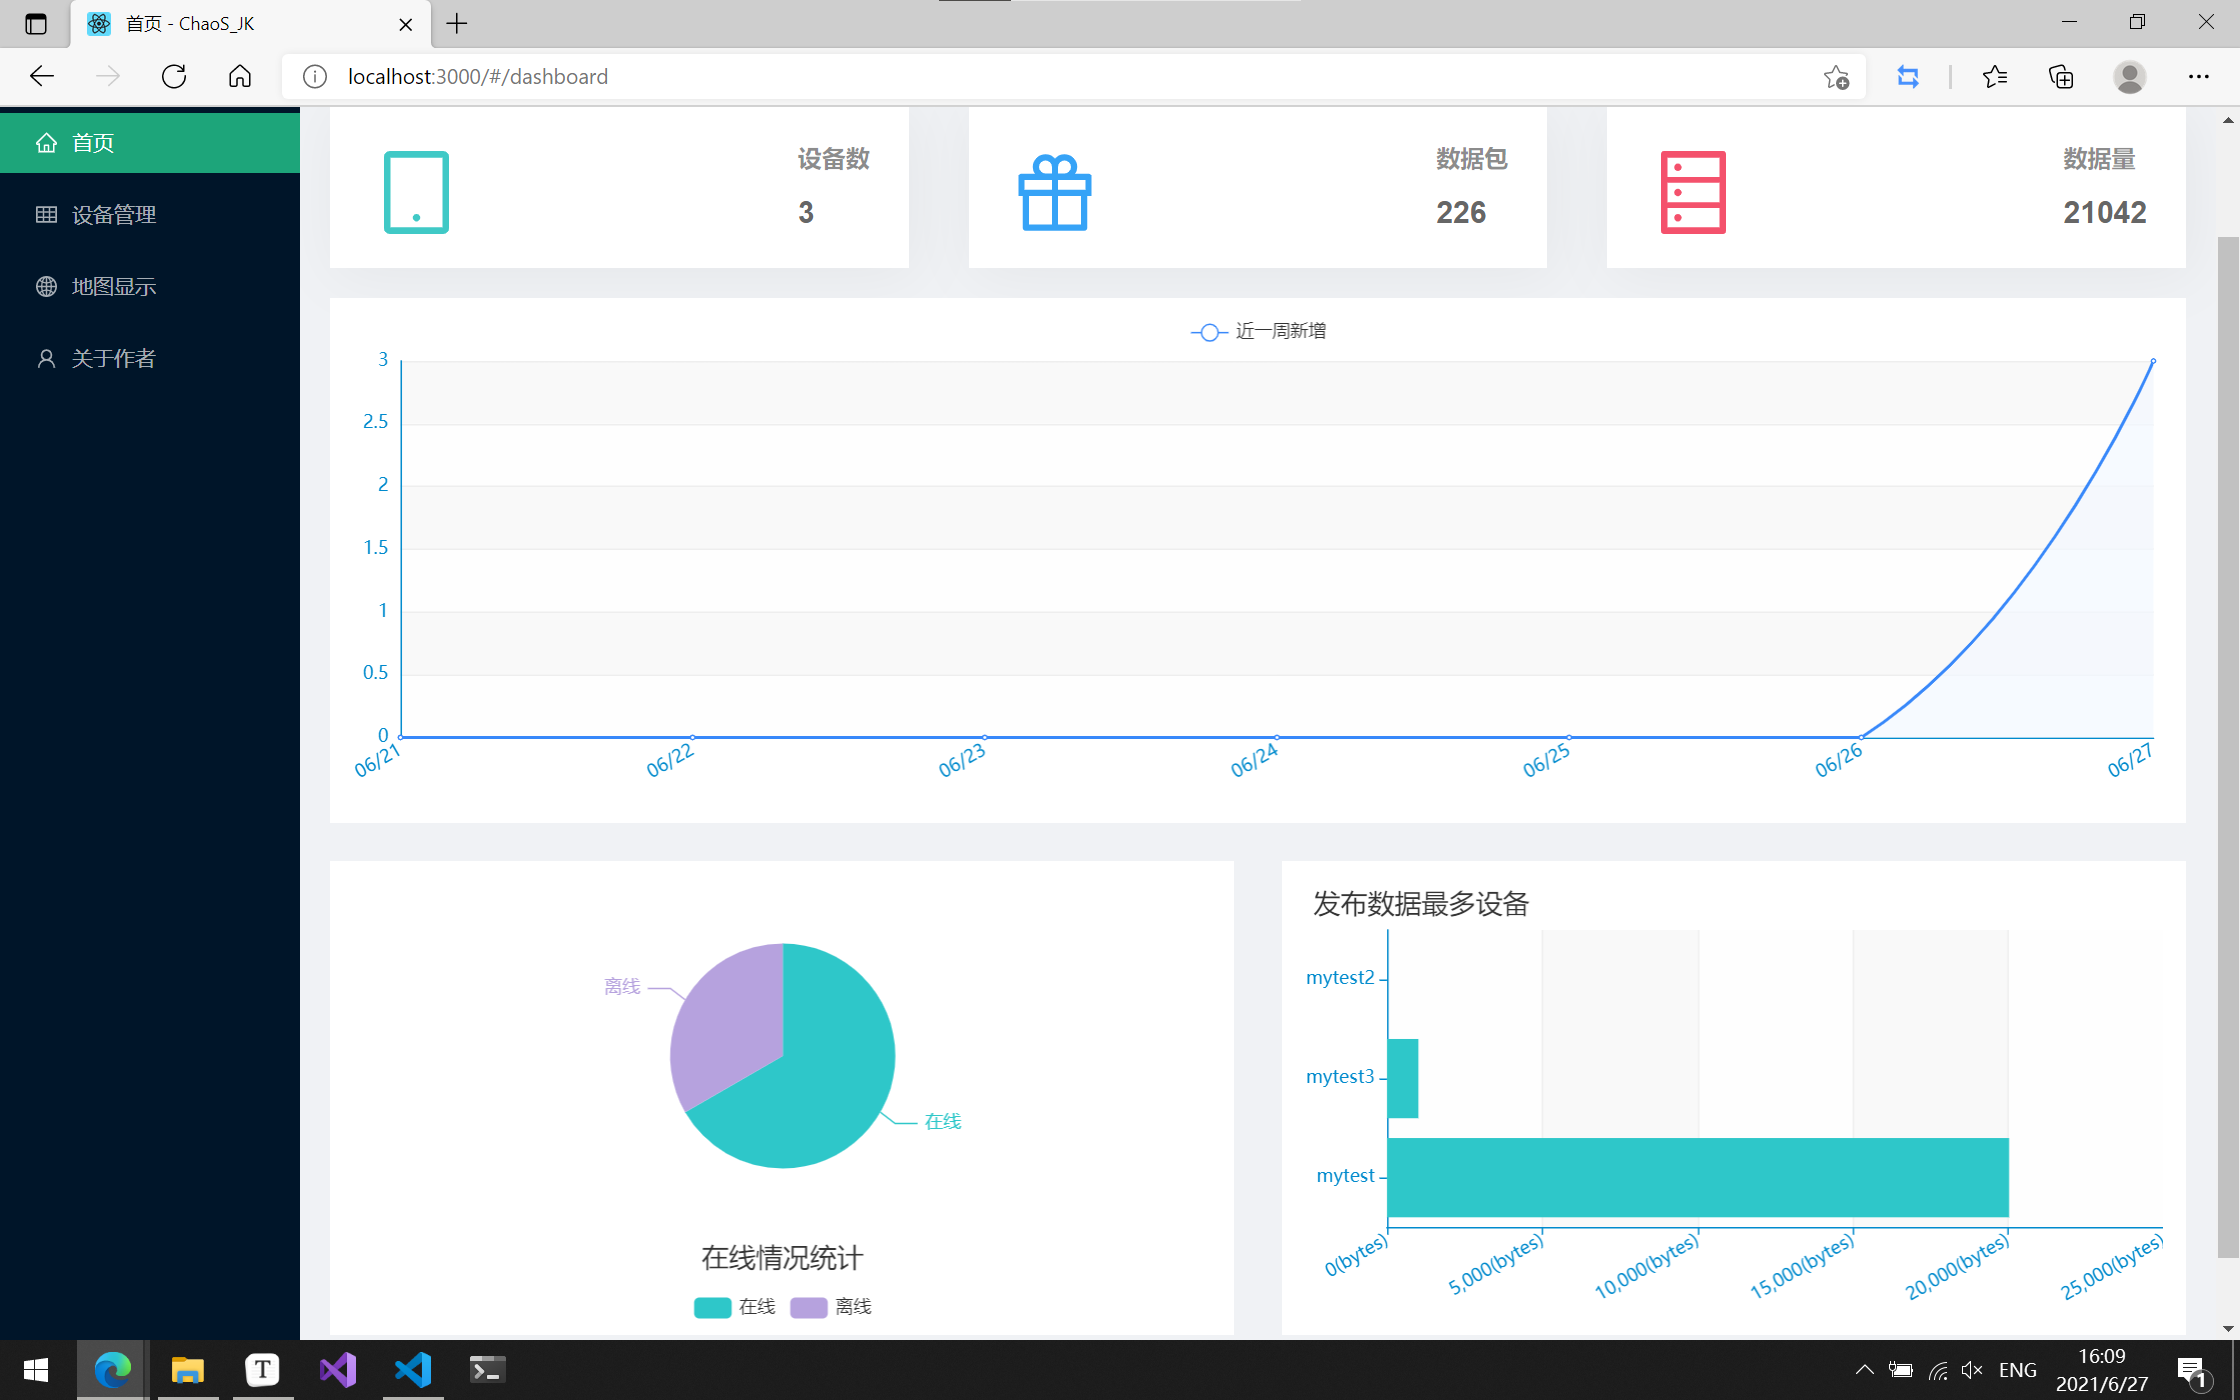 首页 - ChaoS_JK
localhost:3000/#/dashboard
首页
设备管理
地图显示
关于作者
设备数
3
数据包
226
数据量
21042
近一周新增
3
2.5
2
1.5
1
0.5
0
06/21
06/22
06/23
06/24
06/25
06/26
06/27
离线
在线
在线情况统计
在线
离线
发布数据最多设备
mytest2
mytest3
mytest
0(bytes)
5,000(bytes)
10,000(bytes)
15,000(bytes)
20,000(bytes)
25,000(bytes)
T
ENG
16:09
2021/6/27
1